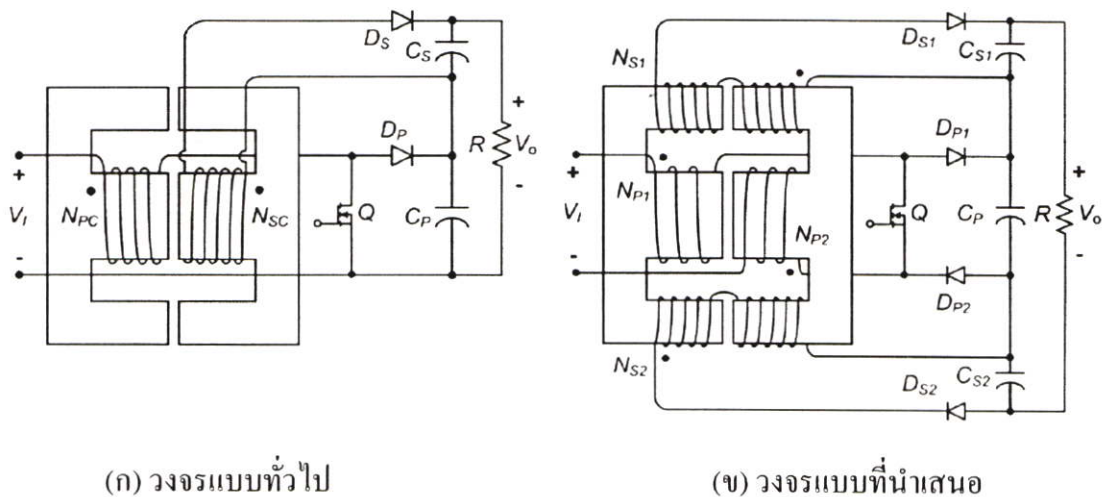 D_S
C_S
+
V_I
-
N_PC
N_SC
D_P
Q
C_P
R
+
V_o
-
(ก) วงจรแบบทั่วไป
N_S1
D_S1
C_S1
+
V_I
-
N_P1
N_P2
D_P1
Q
C_P
R
+
V_o
-
D_P2
N_S2
D_S2
C_S2
(ข) วงจรแบบที่นำเสนอ